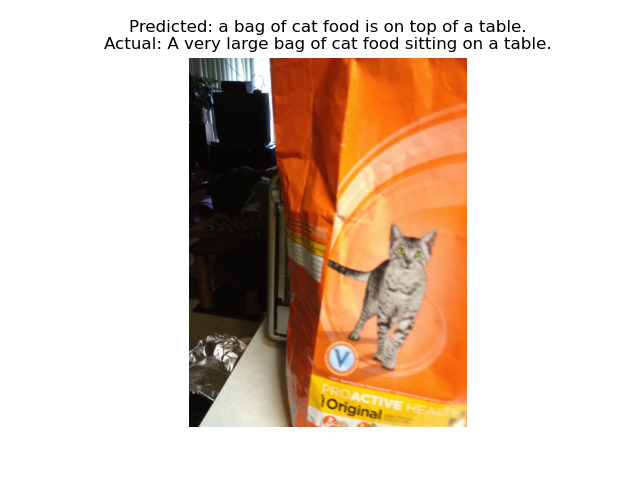 Predicted: a bag of cat food is on top of a table.
Actual: A very large bag of cat food sitting on a table.
V
PROACTIVE HEALTH
Original